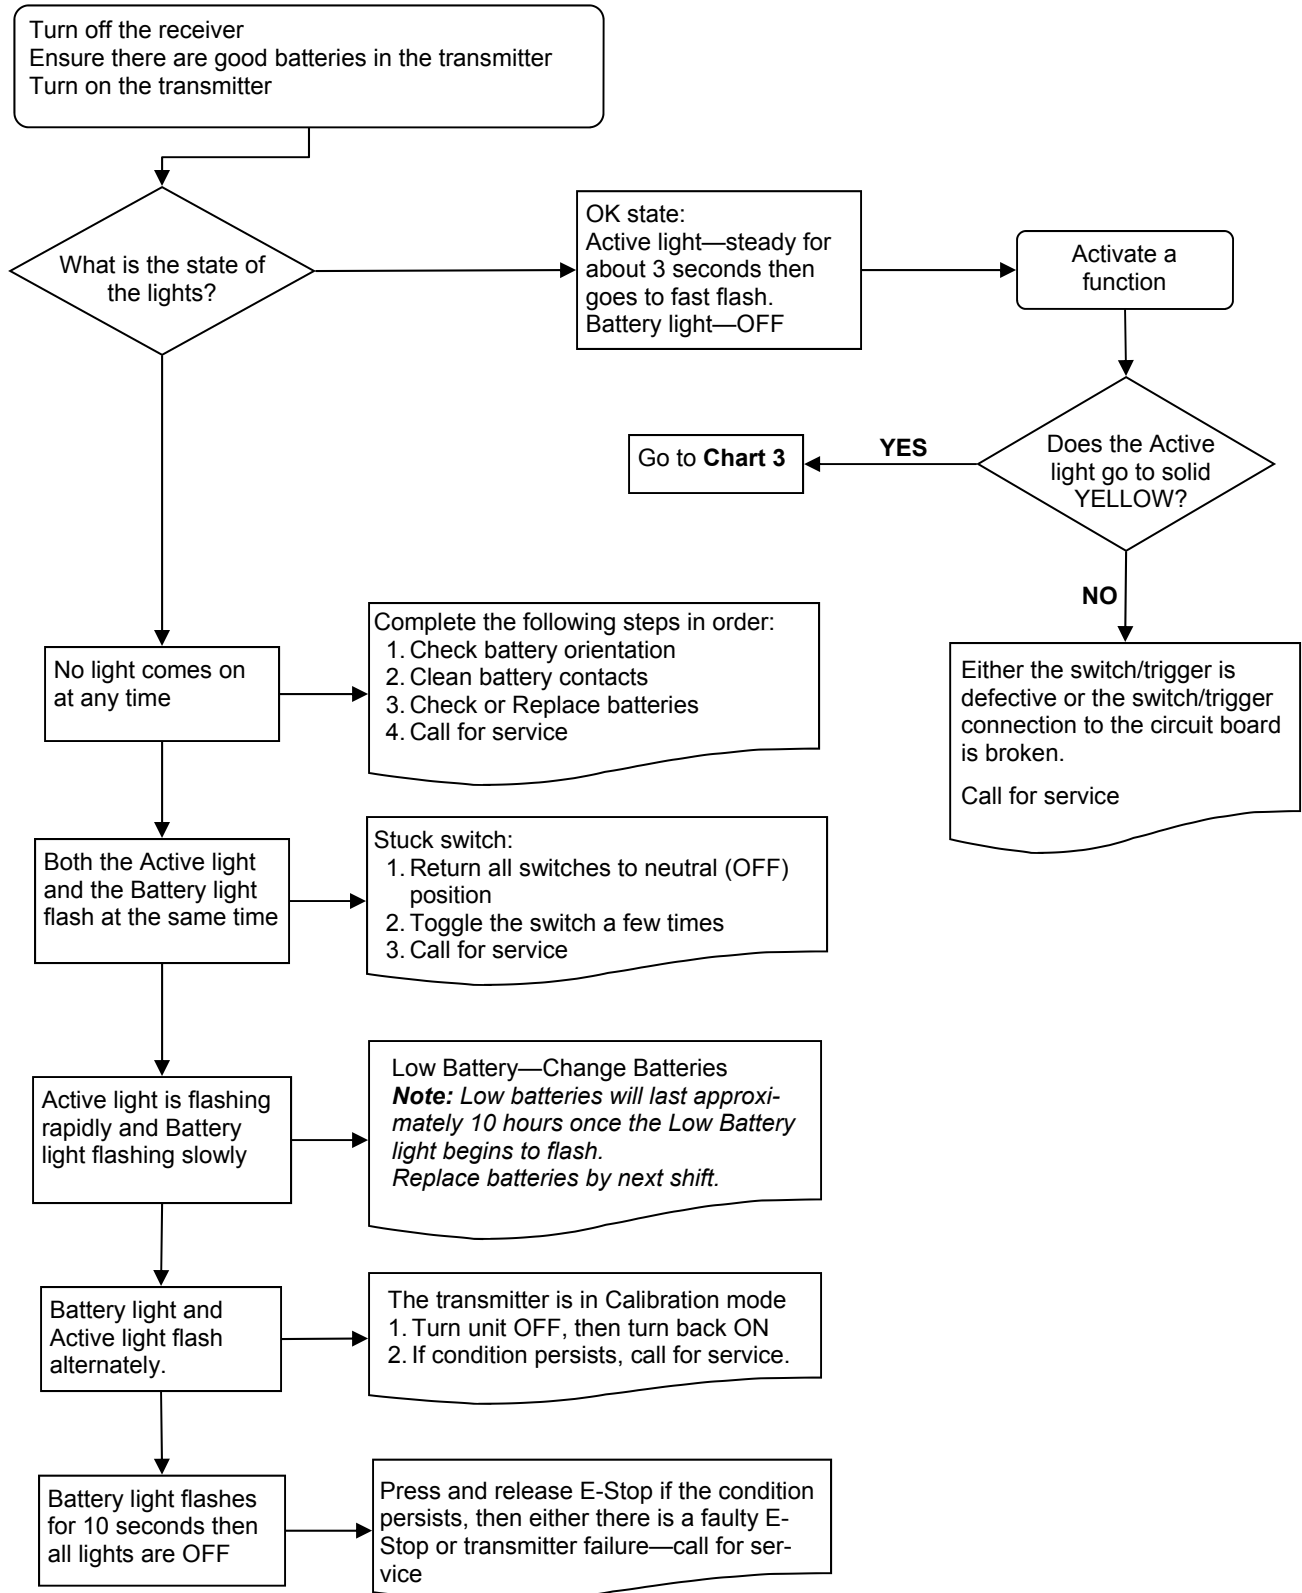 Turn off the receiver
Ensure there are good batteries in the transmitter
Turn on the transmitter
What is the state of
the lights?
OK state:
Active light—steady for
about 3 seconds then
goes to fast flash.
Battery light—OFF
Activate a
function
Does the Active
light go to solid
YELLOW?
YES
Go to Chart 3
NO
Either the switch/trigger is
defective or the switch/trigger
connection to the circuit board
is broken.
Call for service
No light comes on
at any time
Complete the following steps in order:
1. Check battery orientation
2. Clean battery contacts
3. Check or Replace batteries
4. Call for service
Both the Active light
and the Battery light
flash at the same time
Stuck switch:
1. Return all switches to neutral (OFF)
position
2. Toggle the switch a few times
3. Call for service
Active light is flashing
rapidly and Battery
light flashing slowly
Low Battery—Change Batteries
Note: Low batteries will last approxi-
mately 10 hours once the Low Battery
light begins to flash.
Replace batteries by next shift.
Battery light and
Active light flash
alternately.
The transmitter is in Calibration mode
1. Turn unit OFF, then turn back ON
2. If condition persists, call for service.
Battery light flashes
for 10 seconds then
all lights are OFF
Press and release E-Stop if the condition
persists, then either there is a faulty E-
Stop or transmitter failure—call for ser-
vice